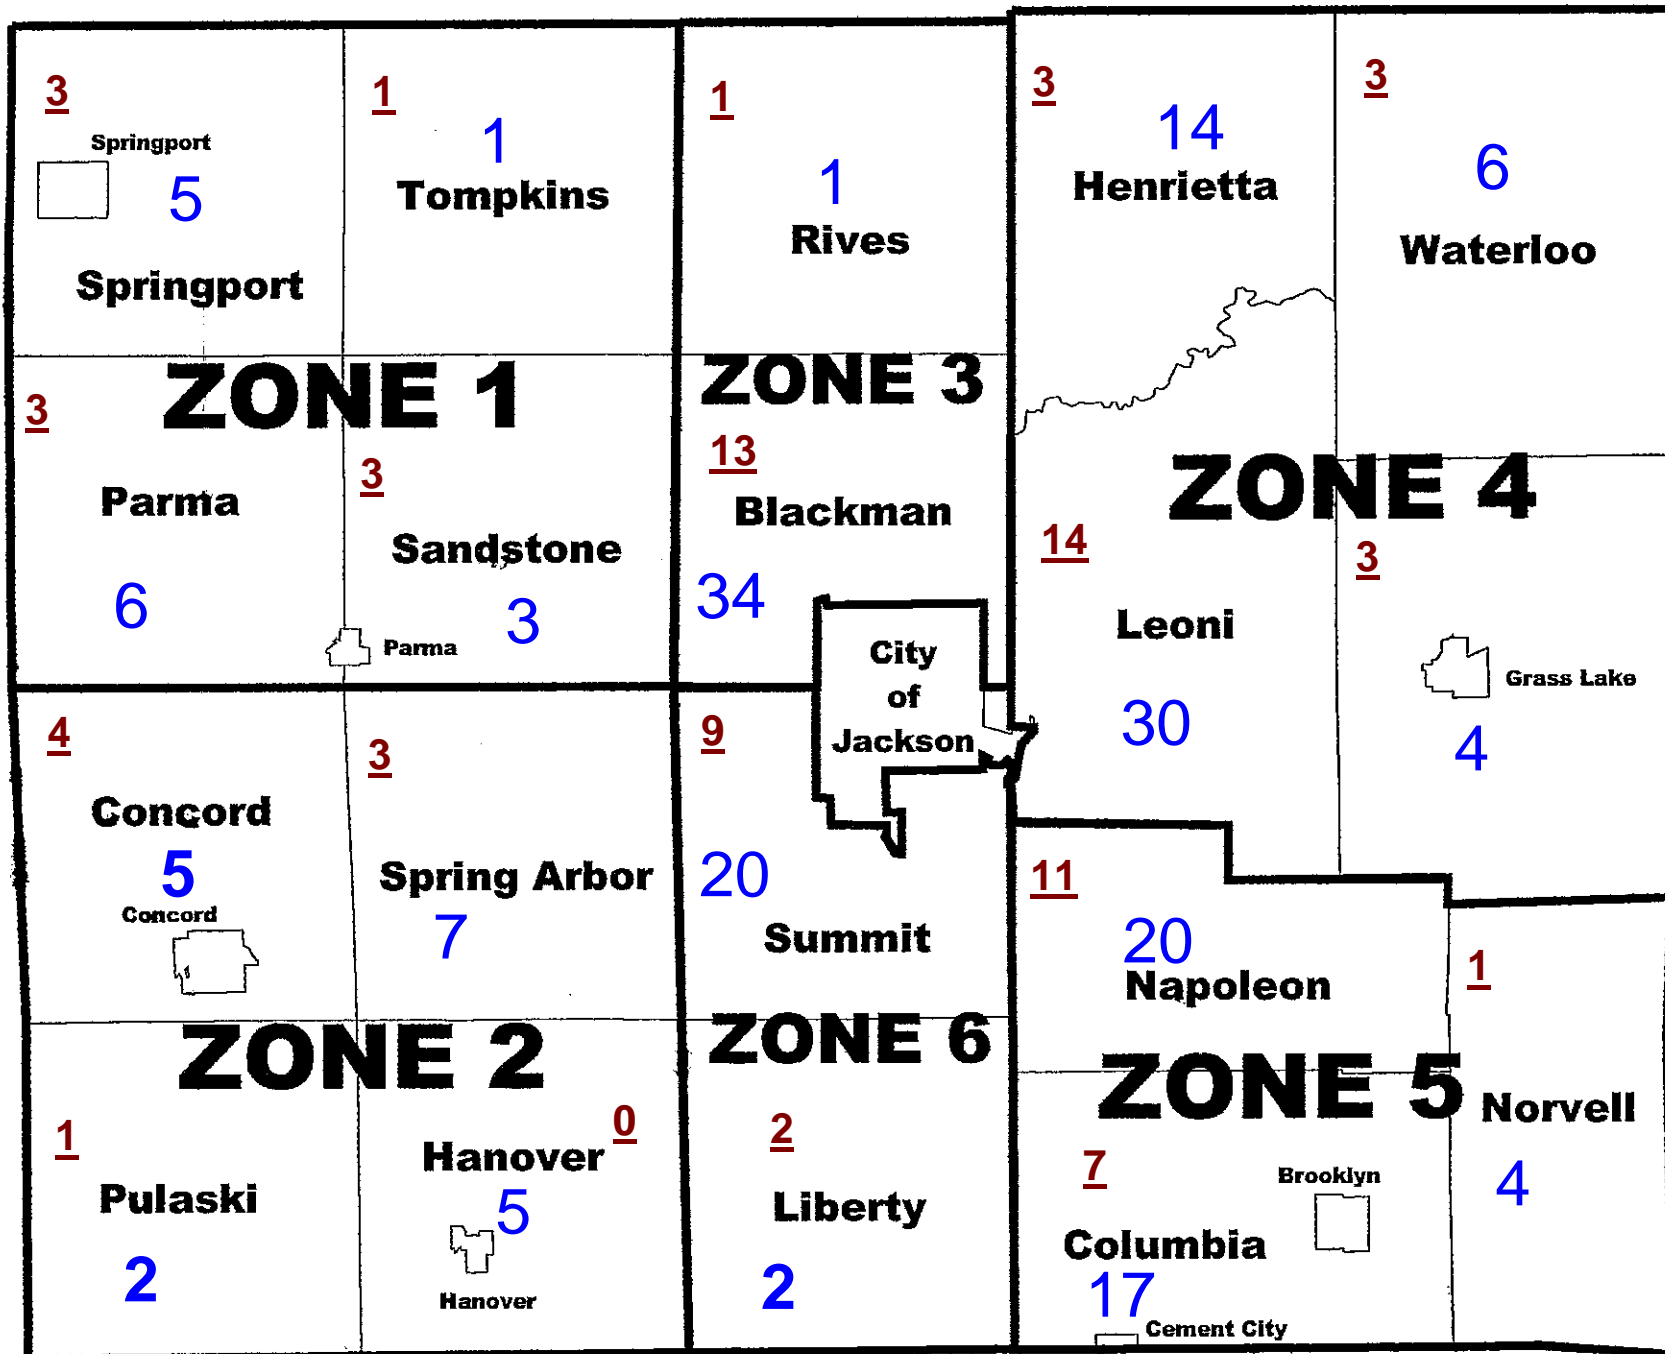 3
Springport
5
Springport
1
1
Tompkins
1
1
Rives
3
14
Henrietta
3
6
Waterloo
ZONE 1
ZONE 3
ZONE 4
3
Parma
6
3
Sandstone
3
Parma
13
Blackman
34
City
of
Jackson
14
Leoni
30
3
Grass Lake
4
4
Concord
5
Concord
3
Spring Arbor
7
9
20
Summit
11
20
Napoleon
1
ZONE 2
ZONE 6
ZONE 5
Norvell
4
1
Pulaski
2
0
Hanover
5
Hanover
2
Liberty
2
7
Brooklyn
Columbia
17
Cement City